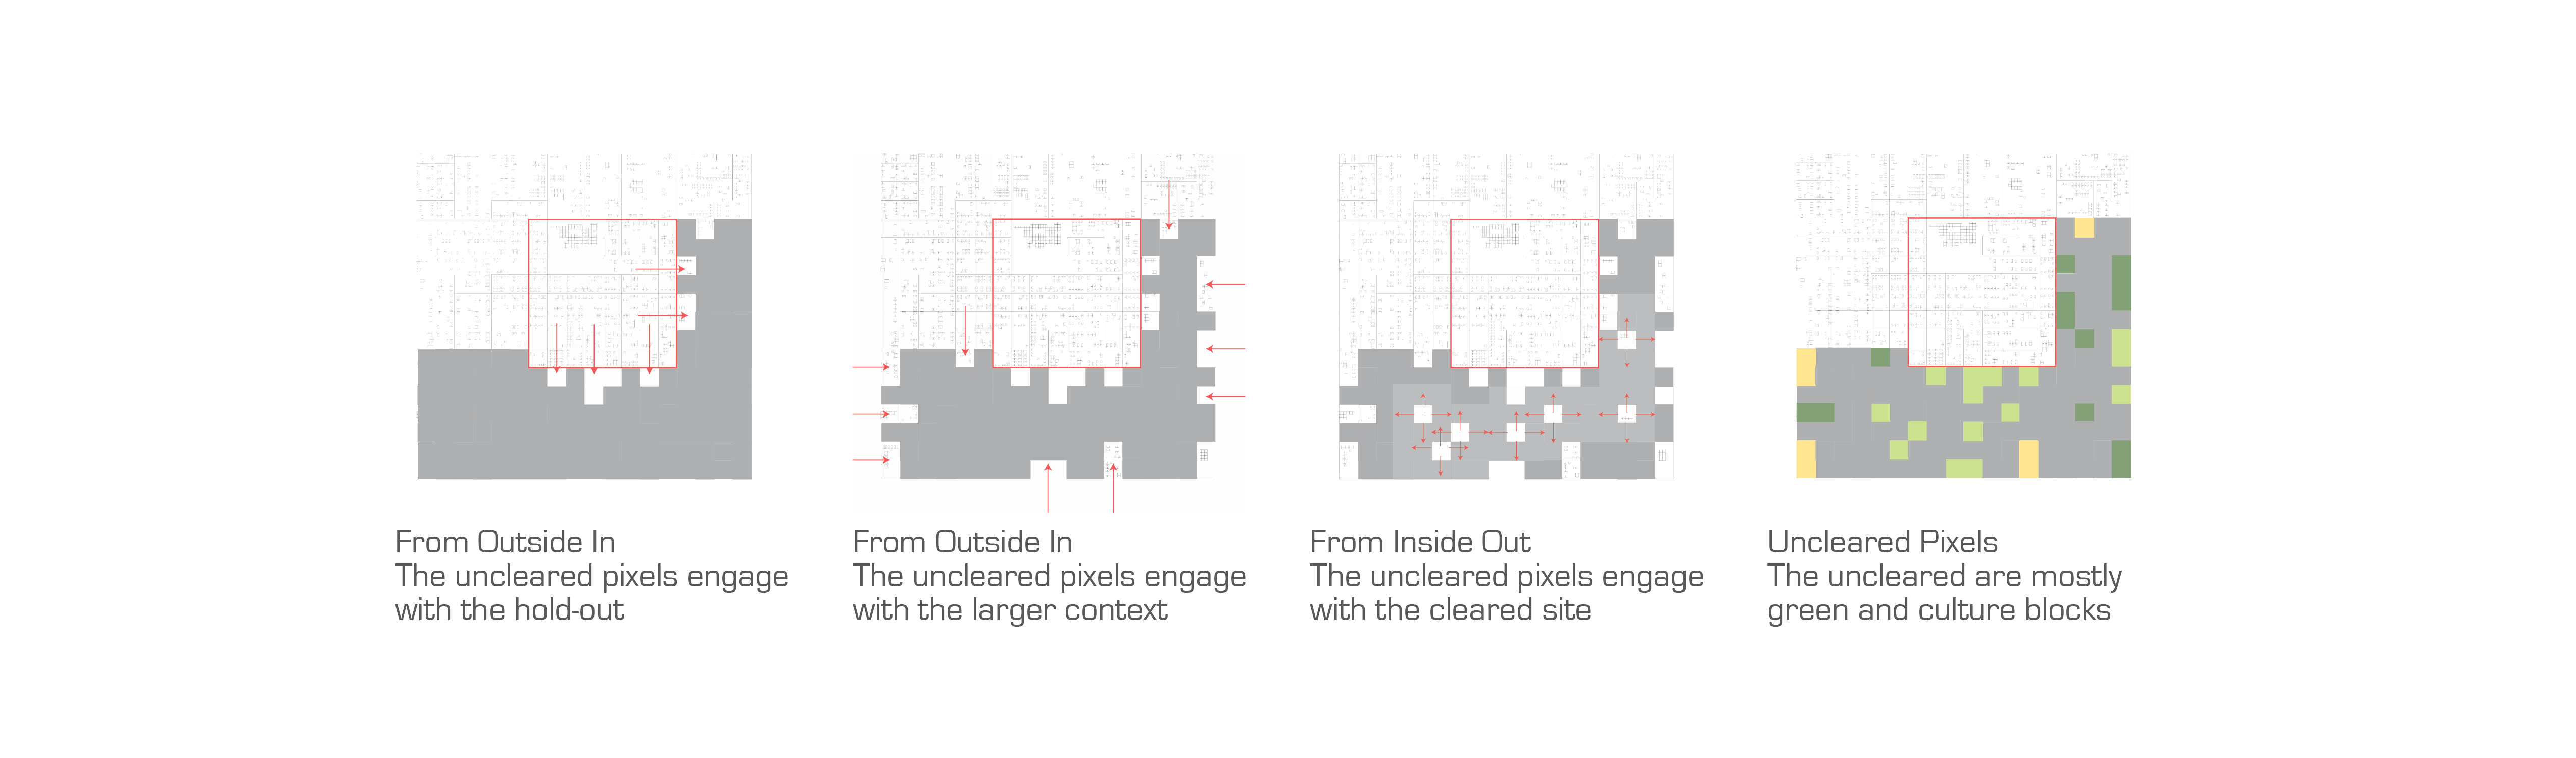 From Outside In
The uncleared pixels engage
with the hold-out
From Outside In
The uncleared pixels engage
with the larger context
From Inside Out
The uncleared pixels engage
with the cleared site
Uncleared Pixels
The uncleared are mostly
green and culture blocks